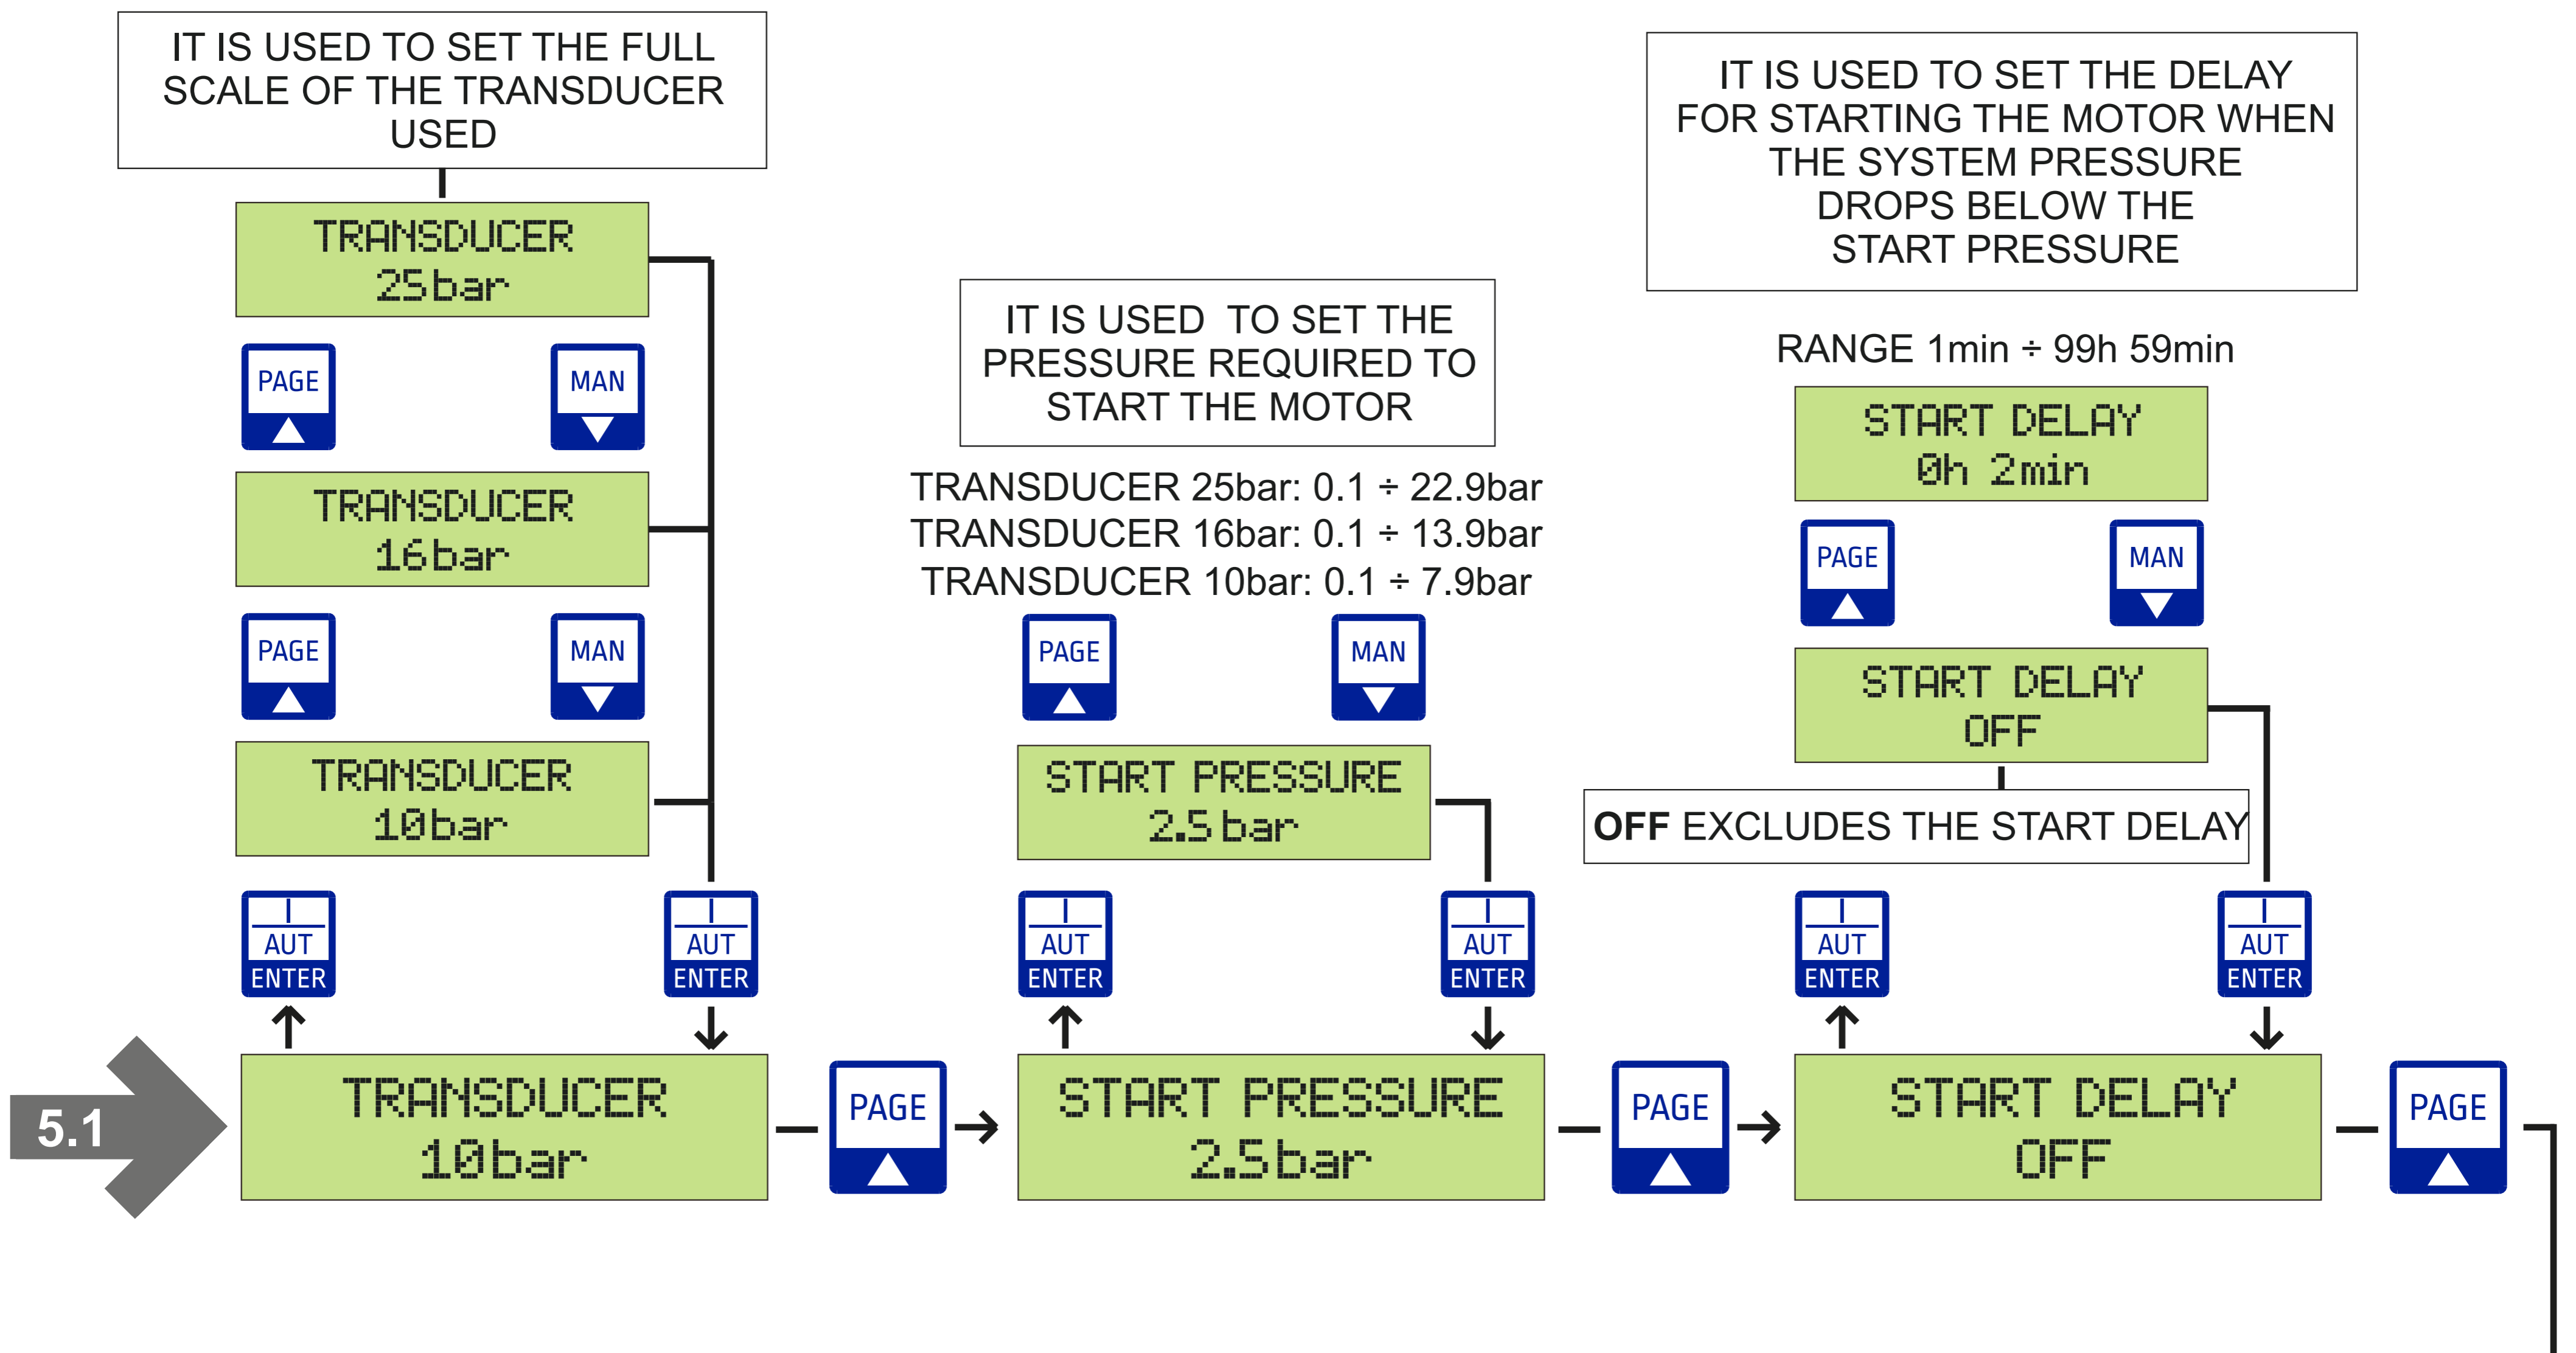 IT IS USED TO SET THE FULL
SCALE OF THE TRANSDUCER
USED
TRANSDUCER
25bar
PAGE
MAN
TRANSDUCER
16bar
PAGE
MAN
TRANSDUCER
10bar
I
AUT
ENTER
I
AUT
ENTER
5.1
TRANSDUCER
10bar
PAGE
IT IS USED  TO SET THE
PRESSURE REQUIRED TO
START THE MOTOR
TRANSDUCER 25bar: 0.1 ÷ 22.9bar
TRANSDUCER 16bar: 0.1 ÷ 13.9bar
TRANSDUCER 10bar: 0.1 ÷ 7.9bar
PAGE
MAN
START PRESSURE
2.5 bar
I
AUT
ENTER
I
AUT
ENTER
START PRESSURE
2.5bar
PAGE
IT IS USED TO SET THE DELAY
FOR STARTING THE MOTOR WHEN
THE SYSTEM PRESSURE
DROPS BELOW THE
START PRESSURE
RANGE 1min ÷ 99h 59min
START DELAY
0h 2min
PAGE
MAN
START DELAY
OFF
OFF EXCLUDES THE START DELAY
I
AUT
ENTER
I
AUT
ENTER
START DELAY
OFF
PAGE